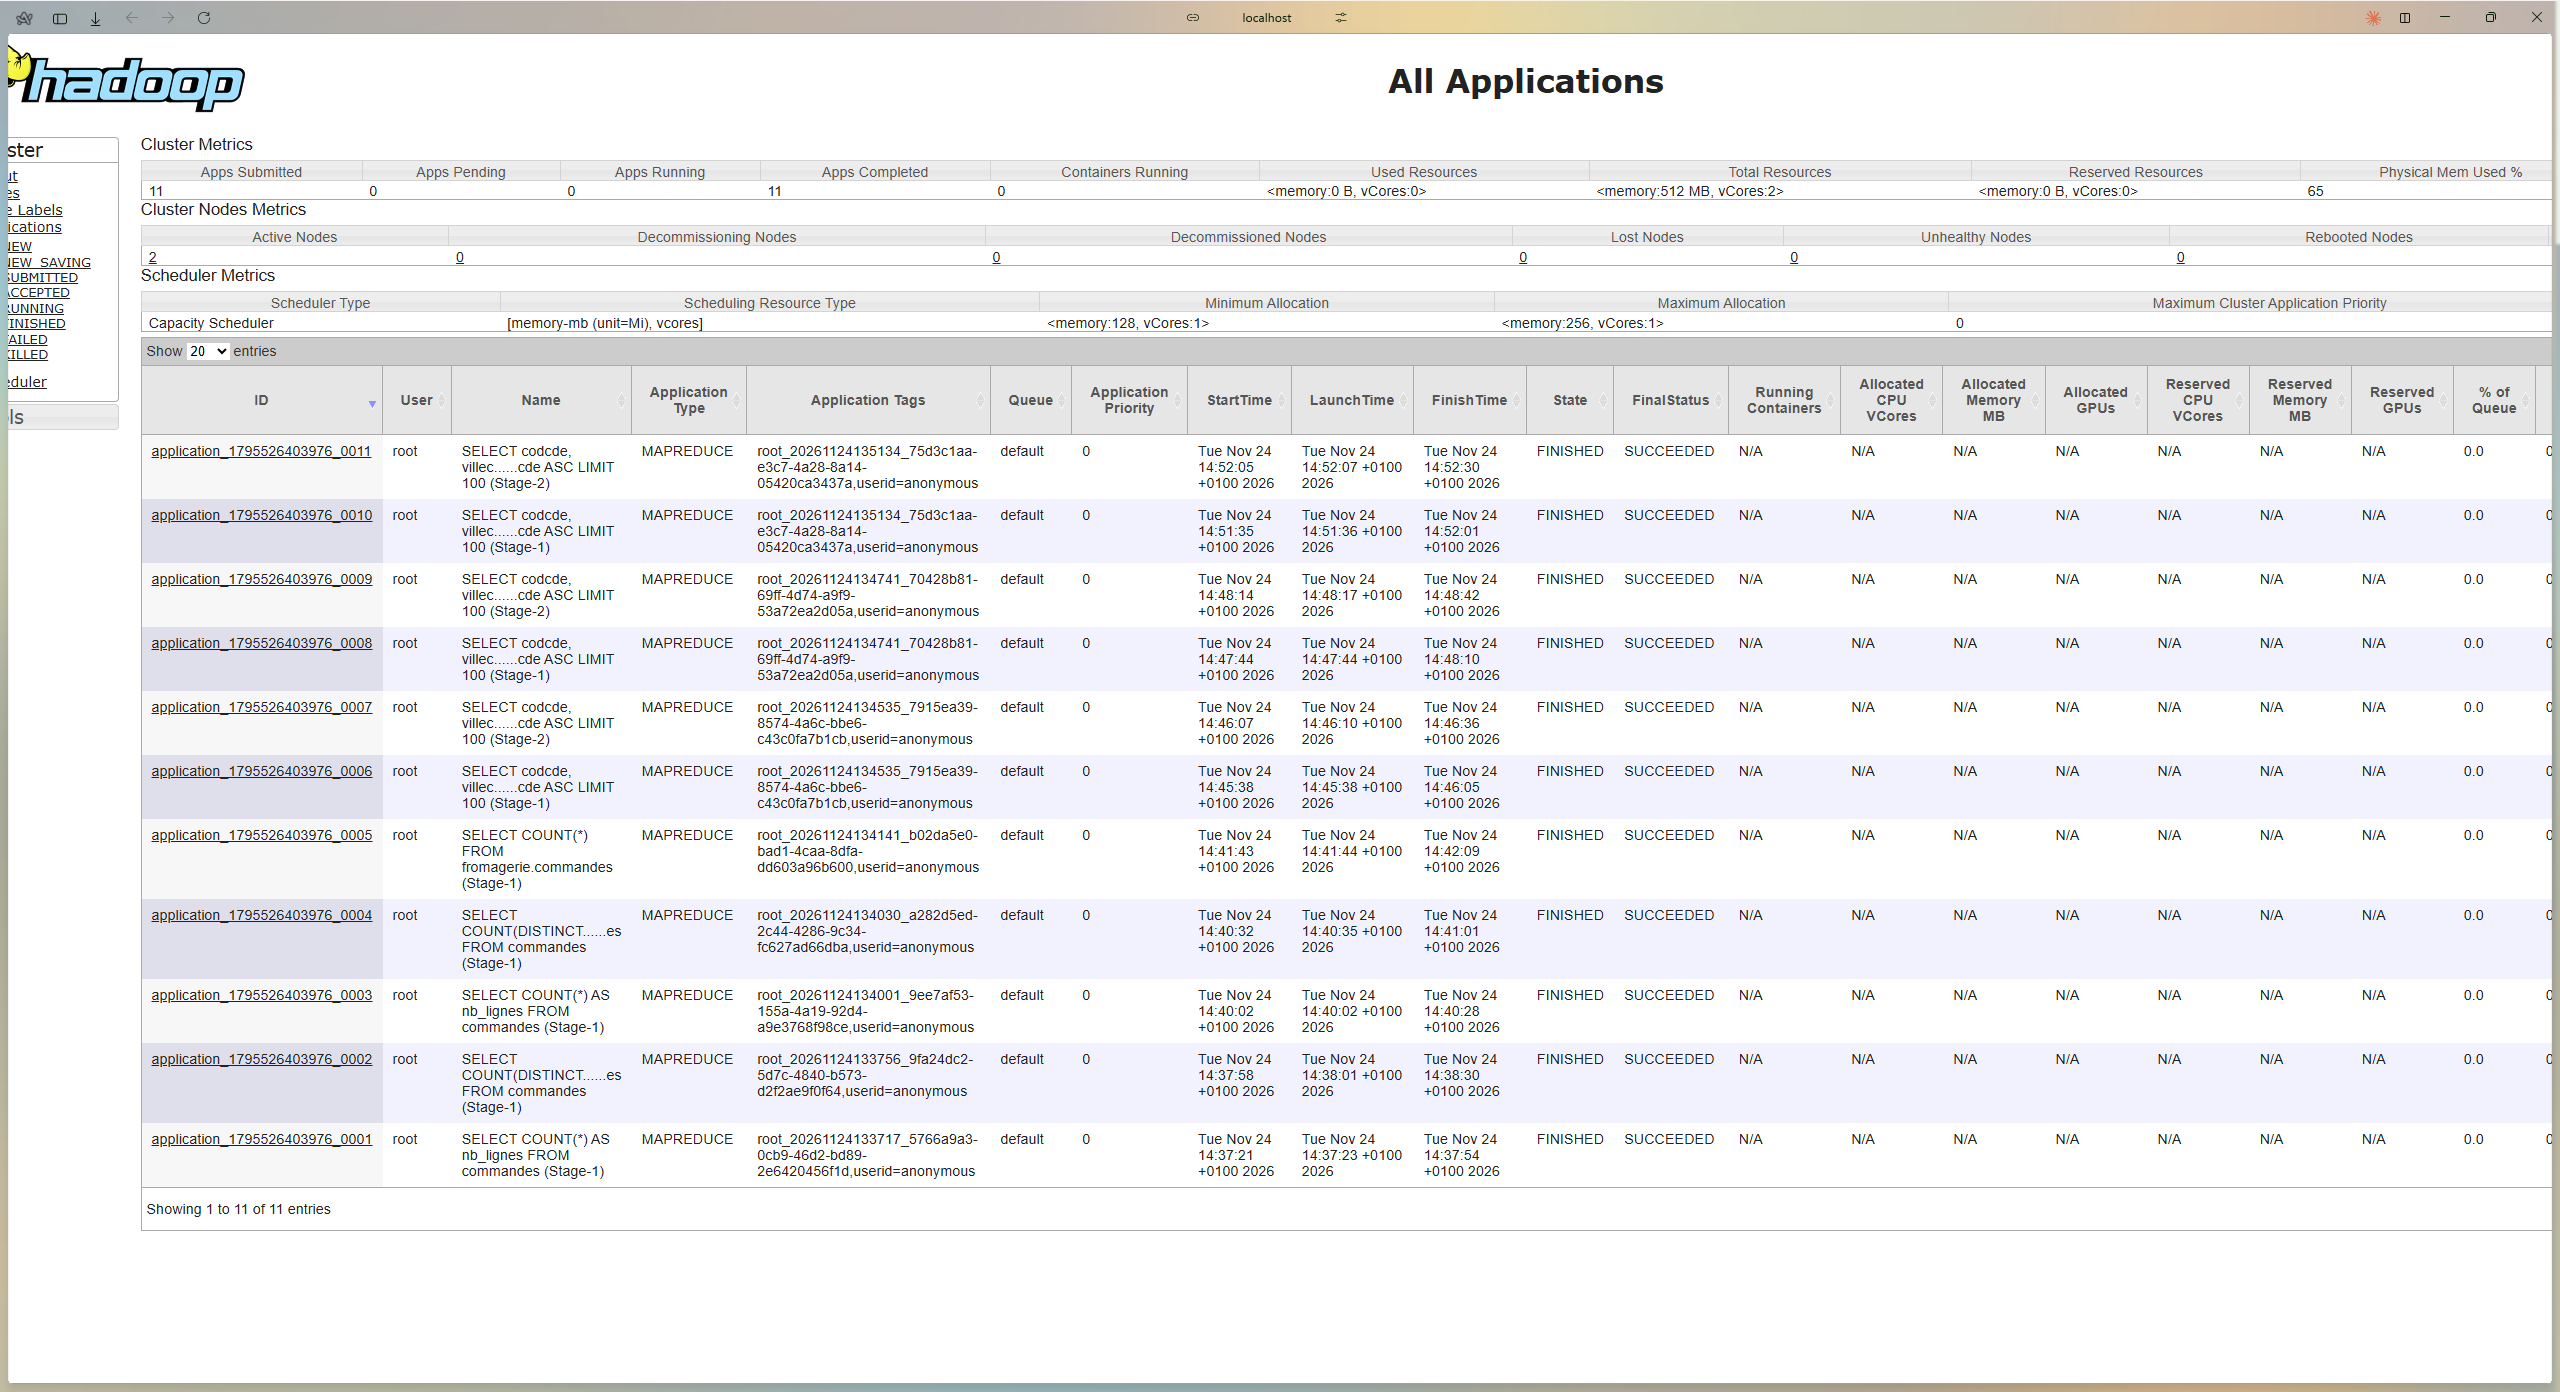 localhost
hadoop
All Applications
ster
ut
es
e Labels
ications
NEW
NEW_SAVING
SUBMITTED
ACCEPTED
RUNNING
FINISHED
FAILED
KILLED
eduler
ls
Cluster Metrics
Apps Submitted Apps Pending Apps Running Apps Completed Containers Running Used Resources Total Resources Reserved Resources Physical Mem Used %
11 0 0 11 0 <memory:0 B, vCores:0> <memory:512 MB, vCores:2> <memory:0 B, vCores:0> 65
Cluster Nodes Metrics
Active Nodes Decommissioning Nodes Decommissioned Nodes Lost Nodes Unhealthy Nodes Rebooted Nodes
2 0 0 0 0 0
Scheduler Metrics
Scheduler Type Scheduling Resource Type Minimum Allocation Maximum Allocation Maximum Cluster Application Priority
Capacity Scheduler [memory-mb (unit=Mi), vcores] <memory:128, vCores:1> <memory:256, vCores:1> 0
Show 20 entries
Application Allocated Allocated Reserved Reserved
ID User Name Application Type Application Tags Queue Application Priority StartTime LaunchTime FinishTime State FinalStatus Running Containers CPU VCores Memory MB Allocated GPUs CPU VCores Memory MB Reserved GPUs % of Queue
application_1795526403976_0011 root SELECT codcde, MAPREDUCE root_20261124135134_75d3c1aa- default 0 Tue Nov 24 Tue Nov 24 Tue Nov 24 FINISHED SUCCEEDED N/A N/A N/A N/A N/A N/A N/A 0.0 0
villec......cde ASC LIMIT e3c7-4a28-8a14- 14:52:05 14:52:07 +0100 14:52:30
100 (Stage-2) 05420ca3437a,userid=anonymous +0100 2026 2026 +0100 2026
application_1795526403976_0010 root SELECT codcde, MAPREDUCE root_20261124135134_75d3c1aa- default 0 Tue Nov 24 Tue Nov 24 Tue Nov 24 FINISHED SUCCEEDED N/A N/A N/A N/A N/A N/A N/A 0.0 0
villec......cde ASC LIMIT e3c7-4a28-8a14- 14:51:35 14:51:36 +0100 14:52:01
100 (Stage-1) 05420ca3437a,userid=anonymous +0100 2026 2026 +0100 2026
application_1795526403976_0009 root SELECT codcde, MAPREDUCE root_20261124134741_70428b81- default 0 Tue Nov 24 Tue Nov 24 Tue Nov 24 FINISHED SUCCEEDED N/A N/A N/A N/A N/A N/A N/A 0.0 0
villec......cde ASC LIMIT 69ff-4d74-a9f9- 14:48:14 14:48:17 +0100 14:48:42
100 (Stage-2) 53a72ea2d05a,userid=anonymous +0100 2026 2026 +0100 2026
application_1795526403976_0008 root SELECT codcde, MAPREDUCE root_20261124134741_70428b81- default 0 Tue Nov 24 Tue Nov 24 Tue Nov 24 FINISHED SUCCEEDED N/A N/A N/A N/A N/A N/A N/A 0.0 0
villec......cde ASC LIMIT 69ff-4d74-a9f9- 14:47:44 14:47:44 +0100 14:48:10
100 (Stage-1) 53a72ea2d05a,userid=anonymous +0100 2026 2026 +0100 2026
application_1795526403976_0007 root SELECT codcde, MAPREDUCE root_20261124134535_7915ea39- default 0 Tue Nov 24 Tue Nov 24 Tue Nov 24 FINISHED SUCCEEDED N/A N/A N/A N/A N/A N/A N/A 0.0 0
villec......cde ASC LIMIT 8574-4a6c-bbe6- 14:46:07 14:46:10 +0100 14:46:36
100 (Stage-2) c43c0fa7b1cb,userid=anonymous +0100 2026 2026 +0100 2026
application_1795526403976_0006 root SELECT codcde, MAPREDUCE root_20261124134535_7915ea39- default 0 Tue Nov 24 Tue Nov 24 Tue Nov 24 FINISHED SUCCEEDED N/A N/A N/A N/A N/A N/A N/A 0.0 0
villec......cde ASC LIMIT 8574-4a6c-bbe6- 14:45:38 14:45:38 +0100 14:46:05
100 (Stage-1) c43c0fa7b1cb,userid=anonymous +0100 2026 2026 +0100 2026
application_1795526403976_0005 root SELECT COUNT(*) MAPREDUCE root_20261124134141_b02da5e0- default 0 Tue Nov 24 Tue Nov 24 Tue Nov 24 FINISHED SUCCEEDED N/A N/A N/A N/A N/A N/A N/A 0.0 0
FROM bad1-4caa-8dfa- 14:41:43 14:41:44 +0100 14:42:09
fromagerie.commandes dd603a96b600,userid=anonymous +0100 2026 2026 +0100 2026
(Stage-1)
application_1795526403976_0004 root SELECT MAPREDUCE root_20261124134030_a282d5ed- default 0 Tue Nov 24 Tue Nov 24 Tue Nov 24 FINISHED SUCCEEDED N/A N/A N/A N/A N/A N/A N/A 0.0 0
COUNT(DISTINCT......es 2c44-4286-9c34- 14:40:32 14:40:35 +0100 14:41:01
FROM commandes fc627ad66dba,userid=anonymous +0100 2026 2026 +0100 2026
(Stage-1)
application_1795526403976_0003 root SELECT COUNT(*) AS MAPREDUCE root_20261124134001_9ee7af53- default 0 Tue Nov 24 Tue Nov 24 Tue Nov 24 FINISHED SUCCEEDED N/A N/A N/A N/A N/A N/A N/A 0.0 0
nb_lignes FROM 155a-4a19-92d4- 14:40:02 14:40:02 +0100 14:40:28
commandes (Stage-1) a9e3768f98ce,userid=anonymous +0100 2026 2026 +0100 2026
application_1795526403976_0002 root SELECT MAPREDUCE root_20261124133756_9fa24dc2- default 0 Tue Nov 24 Tue Nov 24 Tue Nov 24 FINISHED SUCCEEDED N/A N/A N/A N/A N/A N/A N/A 0.0 0
COUNT(DISTINCT......es 5d7c-4840-b573- 14:37:58 14:38:01 +0100 14:38:30
FROM commandes d2f2ae9f0f64,userid=anonymous +0100 2026 2026 +0100 2026
(Stage-1)
application_1795526403976_0001 root SELECT COUNT(*) AS MAPREDUCE root_20261124133717_5766a9a3- default 0 Tue Nov 24 Tue Nov 24 Tue Nov 24 FINISHED SUCCEEDED N/A N/A N/A N/A N/A N/A N/A 0.0 0
nb_lignes FROM 0cb9-46d2-bd89- 14:37:21 14:37:23 +0100 14:37:54
commandes (Stage-1) 2e6420456f1d,userid=anonymous +0100 2026 2026 +0100 2026
Showing 1 to 11 of 11 entries